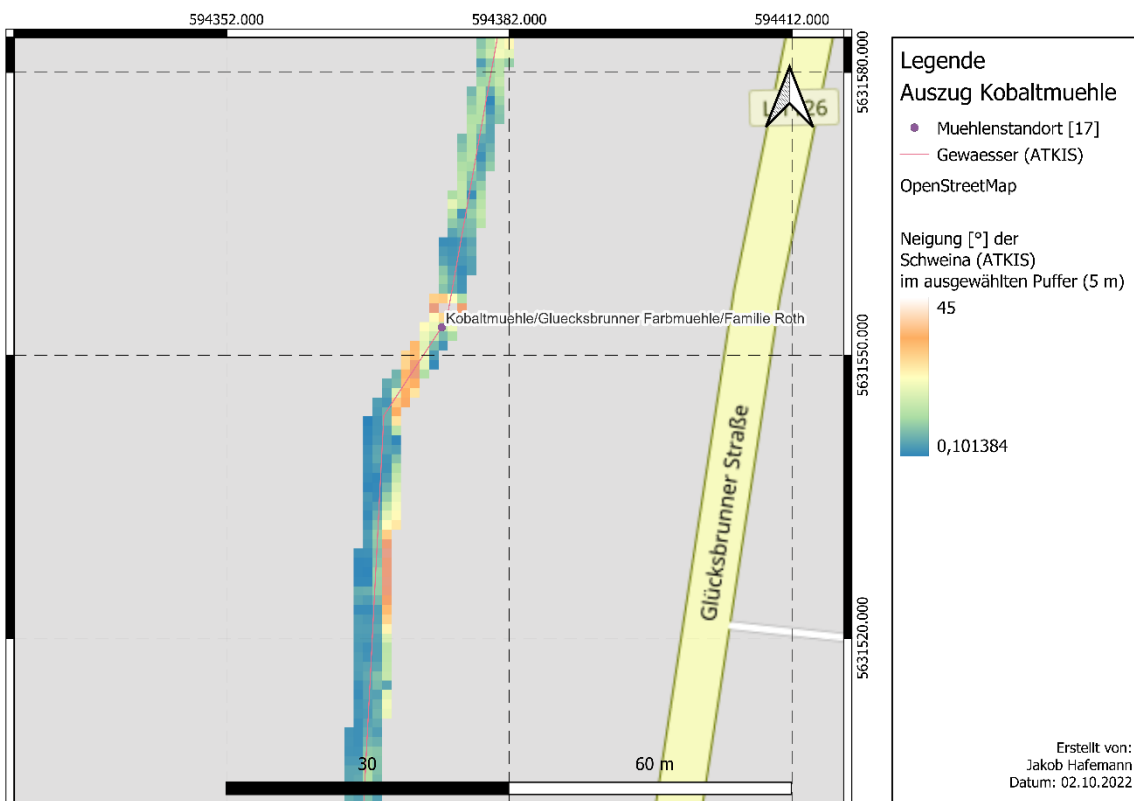 594352.000
594382.000
594412.000
5631580.000
5631550.000
5631520.000
Kobaltmuehle/Gluecksbrunner Farbmuehle/Familie Roth
Glücksbrunner Straße
30
60 m
Legende
Auszug Kobaltmuehle
Muehlenstandort [17]
Gewaesser (ATKIS)
OpenStreetMap
Neigung [°] der
Schweina (ATKIS)
im ausgewählten Puffer (5 m)
45
0,101384
Erstellt von:
Jakob Hafemann
Datum: 02.10.2022